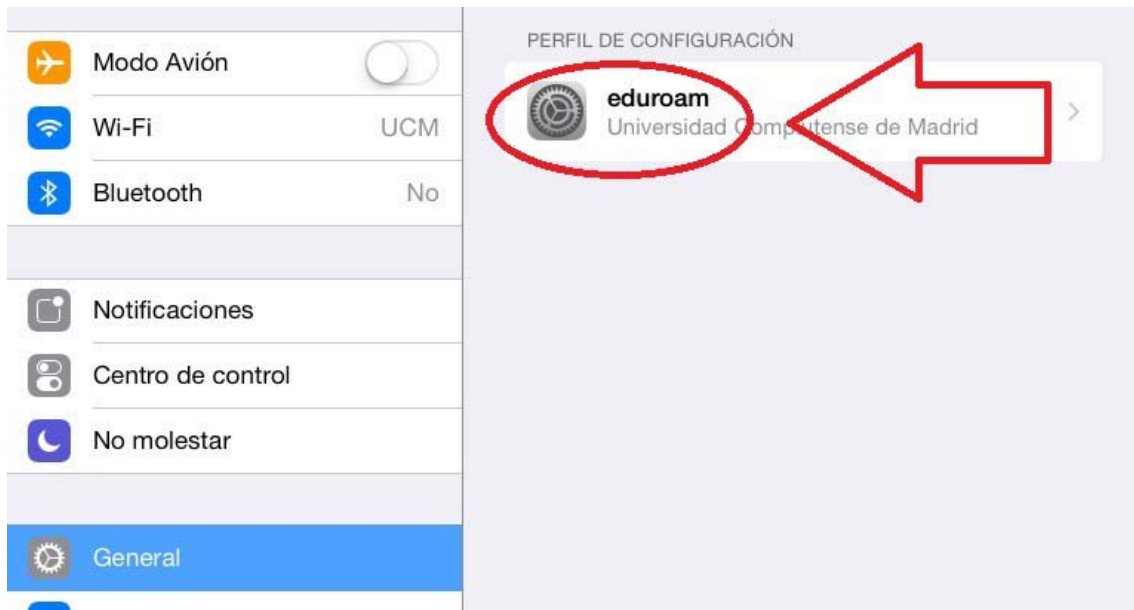 Modo Avión
Wi-Fi UCM
Bluetooth No
Notificaciones
Centro de control
No molestar
General
PERFIL DE CONFIGURACIÓN
eduroam
Universidad Complutense de Madrid